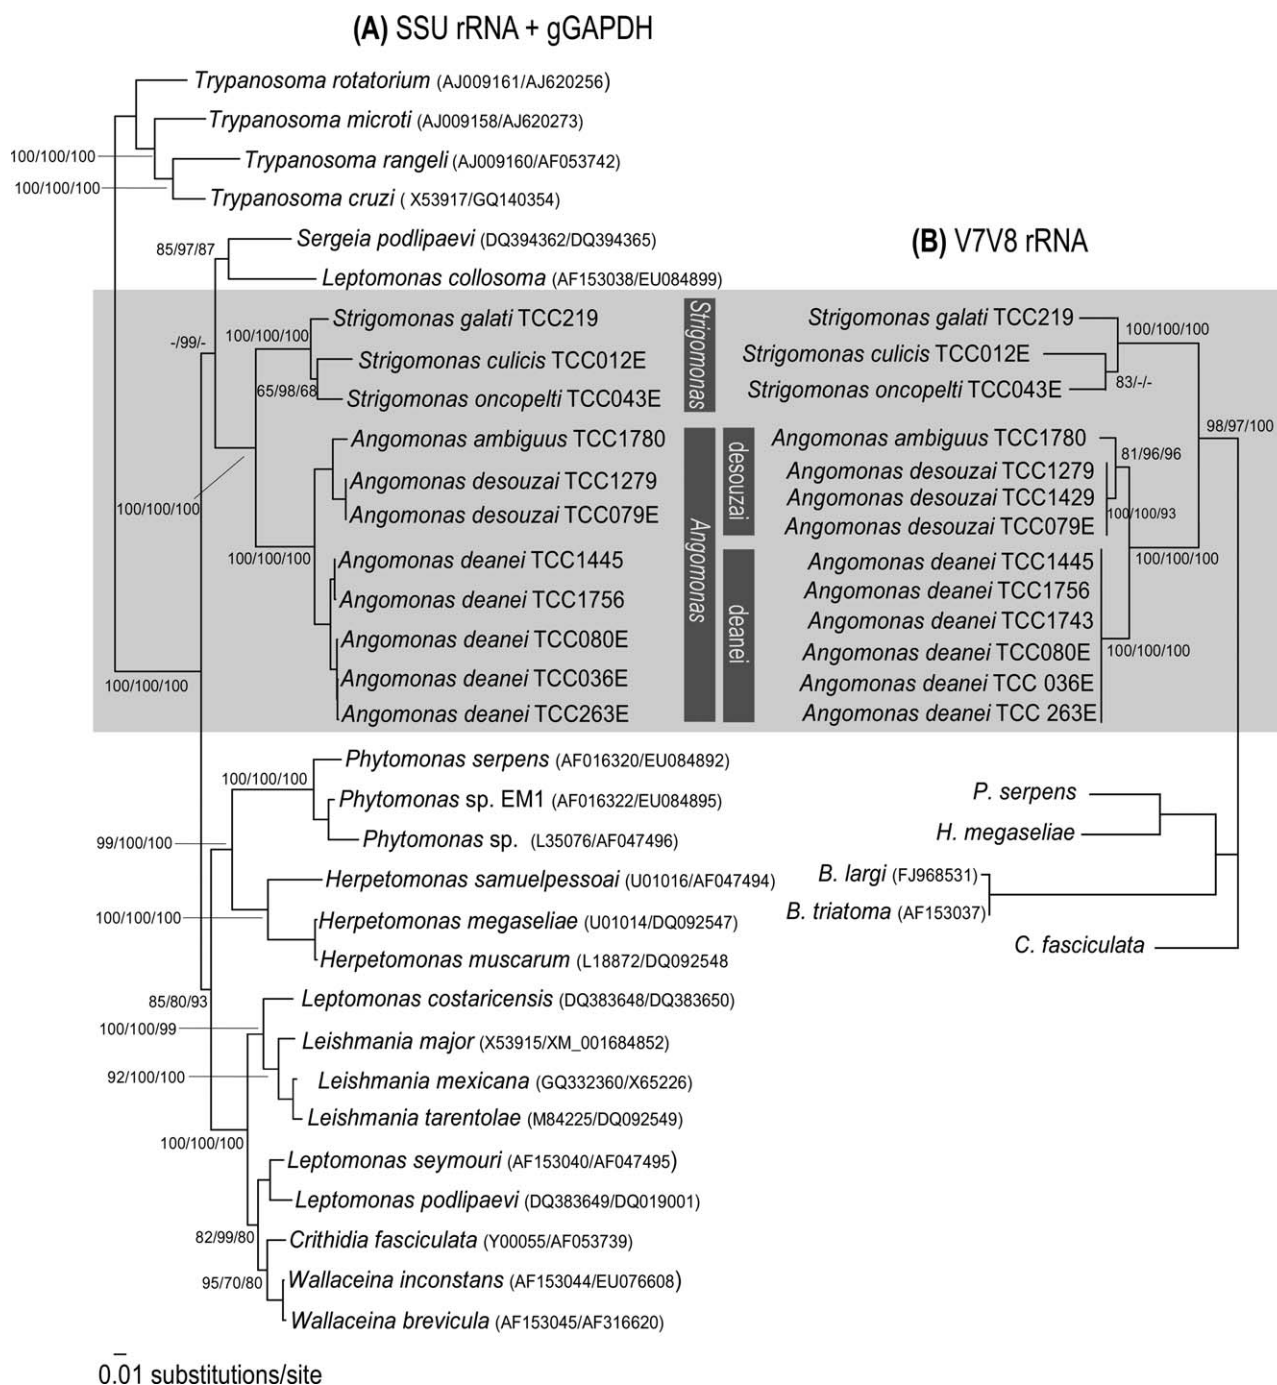 (A) SSU rRNA + gGAPDH
Trypanosoma rotatorium (AJ009161/AJ620256)
Trypanosoma microti (AJ009158/AJ620273)
100/100/100
Trypanosoma rangeli (AJ009160/AF053742)
100/100/100
Trypanosoma cruzi ( X53917/GQ140354)
85/97/87
Sergeia podlipaevi (DQ394362/DQ394365)
Leptomonas collosoma (AF153038/EU084899)
-/99/-
100/100/100
Strigomonas galati TCC219
Strigomonas culicis TCC012E
65/98/68
Strigomonas oncopelti TCC043E
Angomonas ambiguus TCC1780
Angomonas desouzai TCC1279
100/100/100
Angomonas desouzai TCC079E
100/100/100
Angomonas deanei TCC1445
Angomonas deanei TCC1756
Angomonas deanei TCC080E
100/100/100
Angomonas deanei TCC036E
Angomonas deanei TCC263E
Strigomonas
Angomonas
desouzai
deanei
Phytomonas serpens (AF016320/EU084892)
100/100/100
Phytomonas sp. EM1 (AF016322/EU084895)
Phytomonas sp. (L35076/AF047496)
99/100/100
Herpetomonas samuelpessoai (U01016/AF047494)
100/100/100
Herpetomonas megaseliae (U01014/DQ092547)
Herpetomonas muscarum (L18872/DQ092548
85/80/93
Leptomonas costaricensis (DQ383648/DQ383650)
100/100/99
Leishmania major (X53915/XM_001684852)
92/100/100
Leishmania mexicana (GQ332360/X65226)
Leishmania tarentolae (M84225/DQ092549)
100/100/100
Leptomonas seymouri (AF153040/AF047495)
Leptomonas podlipaevi (DQ383649/DQ019001)
82/99/80
Crithidia fasciculata (Y00055/AF053739)
95/70/80
Wallaceina inconstans (AF153044/EU076608)
Wallaceina brevicula (AF153045/AF316620)
0.01 substitutions/site
(B) V7V8 rRNA
Strigomonas galati TCC219
100/100/100
Strigomonas culicis TCC012E
83/-/-
Strigomonas oncopelti TCC043E
98/97/100
Angomonas ambiguus TCC1780
81/96/96
Angomonas desouzai TCC1279
Angomonas desouzai TCC1429
100/100/93
Angomonas desouzai TCC079E
100/100/100
Angomonas deanei TCC1445
Angomonas deanei TCC1756
Angomonas deanei TCC1743
100/100/100
Angomonas deanei TCC080E
Angomonas deanei TCC 036E
Angomonas deanei TCC 263E
P. serpens
H. megaseliae
B. largi (FJ968531)
B. triatoma (AF153037)
C. fasciculata